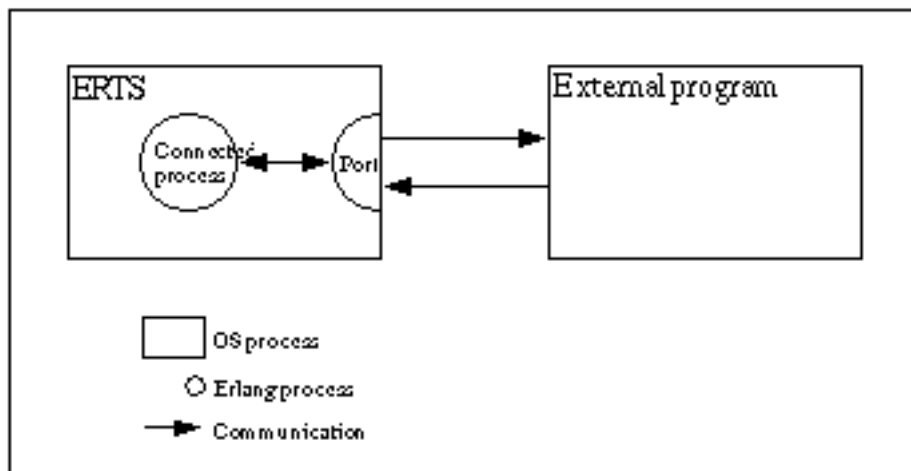 ERTS
External program
Connected
process
Port
OS process
Erlang process
Communication